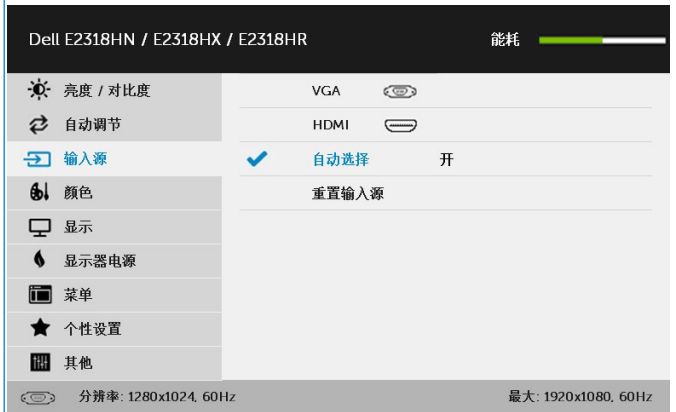 Dell E2318HN / E2318HX / E2318HR 能耗
亮度 / 对比度 VGA
自动调节 HDMI
输入源 自动选择 开
颜色 重置输入源
显示
显示器电源
菜单
个性设置
其他
分辨率: 1280x1024, 60Hz 最大: 1920x1080, 60Hz